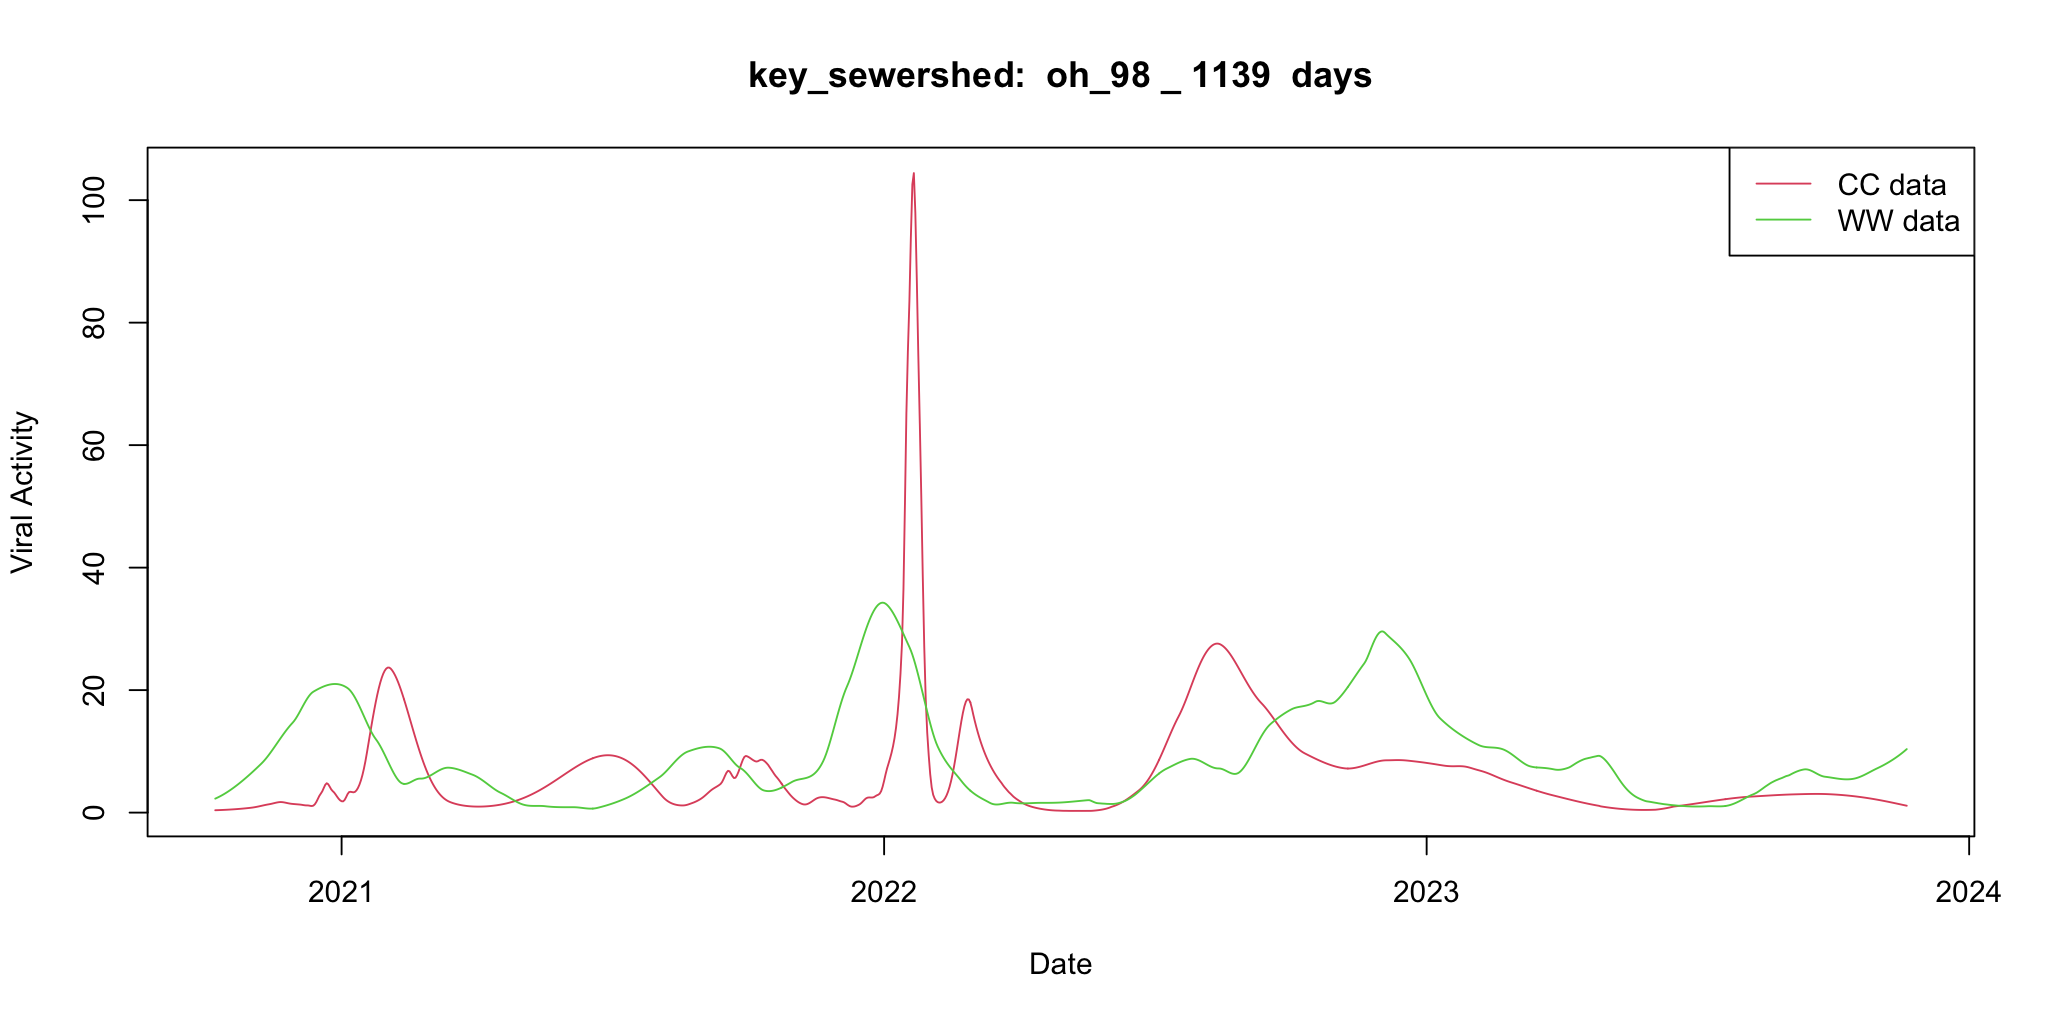 key_sewershed:  oh_98 _ 1139  days
CC data
WW data
Viral Activity
100
80
60
40
20
0
2021
2022
2023
2024
Date